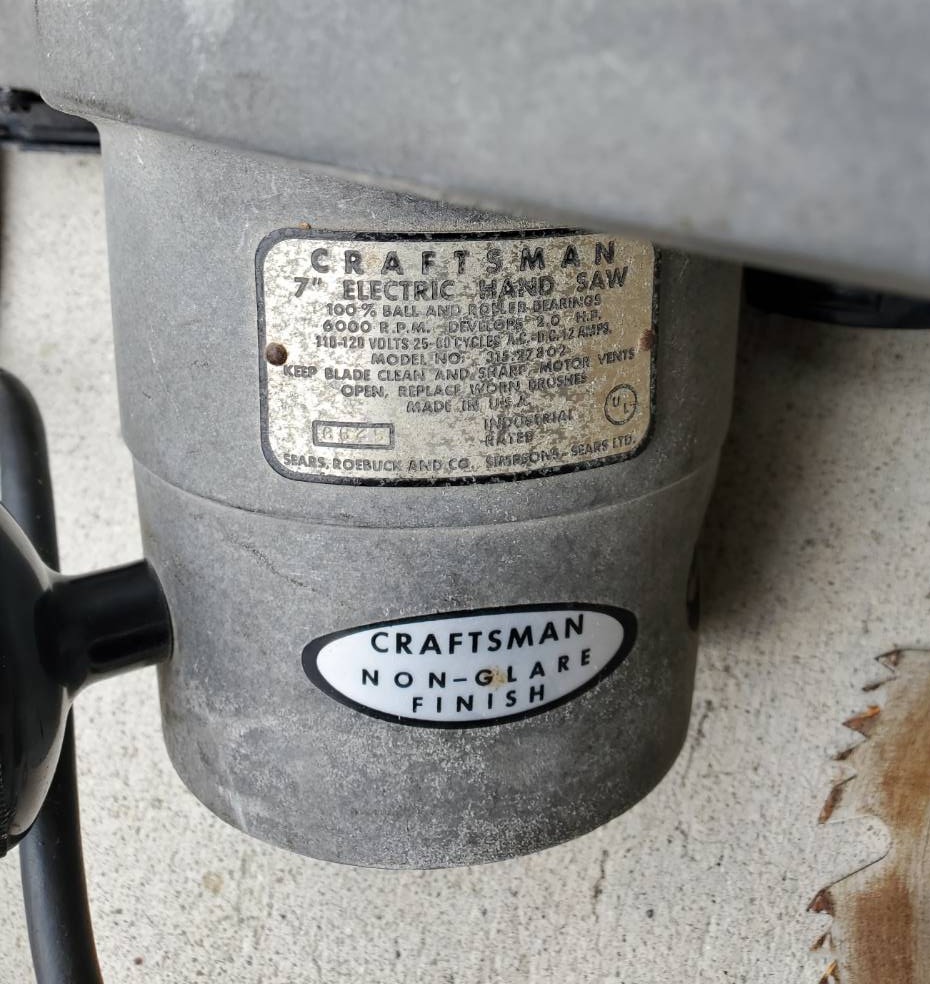 CRAFTSMAN
7" ELECTRIC HAND SAW
100% BALL AND ROLLER BEARINGS
6000 R.P.M. DEVELOPS 2.0 H.P.
110-120 VOLTS 25-60 CYCLES A.C.-D.C. 12 AMPS.
MODEL NO. 315.27802
KEEP BLADE CLEAN AND SHARP MOTOR VENTS
OPEN, REPLACE WORN BRUSHES
MADE IN U.S.A.
INDUSTRIAL
RATED
UL
SEARS, ROEBUCK AND CO. SIMPSONS-SEARS LTD.
CRAFTSMAN
NON-GLARE
FINISH